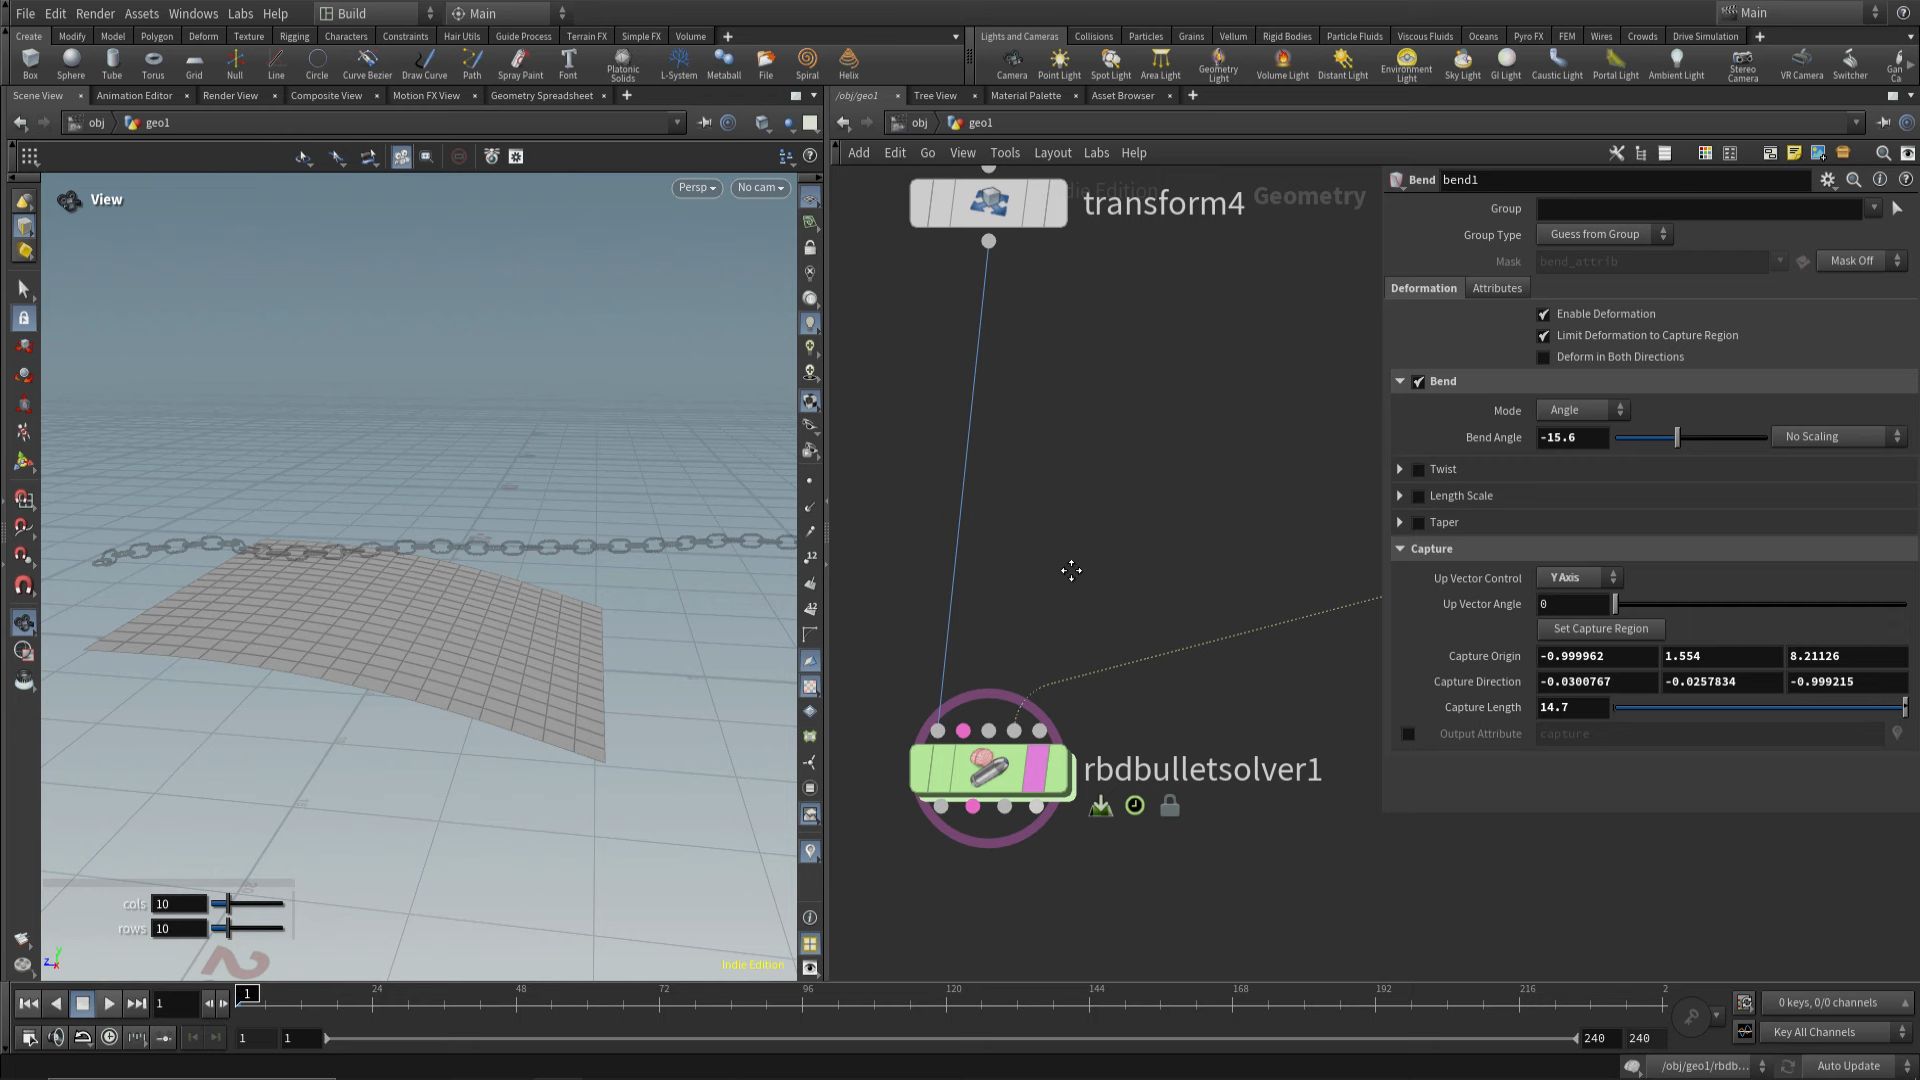 File Edit Render Assets Windows Labs Help Build Main Main
Create Modify Model Polygon Deform Texture Rigging Characters Constraints Hair Utils Guide Process Terrain FX Simple FX Volume
Lights and Cameras Collisions Particles Grains Vellum Rigid Bodies Particle Fluids Viscous Fluids Oceans Pyro FX FEM Wires Crowds Drive Simulation
Box Sphere Tube Torus Grid Null Line Circle Curve Bezier Draw Curve Path Spray Paint Font Platonic Solids L-System Metaball File Spiral Helix
Camera Point Light Spot Light Area Light Geometry Light Volume Light Distant Light Environment Light Sky Light GI Light Caustic Light Portal Light Ambient Light Stereo Camera VR Camera Switcher
Scene View Animation Editor Render View Composite View Motion FX View Geometry Spreadsheet
/obj/geo1 Tree View Material Palette Asset Browser
obj geo1
obj geo1
Add Edit Go View Tools Layout Labs Help
View
Persp No cam
Indie Edition
Geometry
transform4
Bend bend1
Group
Group Type Guess from Group
Mask bend_attrib Mask Off
Deformation Attributes
Enable Deformation
Limit Deformation to Capture Region
Deform in Both Directions
Bend
Mode Angle
Bend Angle -15.6 No Scaling
Twist
Length Scale
Taper
Capture
Up Vector Control Y Axis
Up Vector Angle 0
Set Capture Region
Capture Origin -0.999962 1.554 8.21126
Capture Direction -0.0300767 -0.0257834 -0.999215
Capture Length 14.7
Output Attribute capture
rbdbulletsolver1
12
12
cols 10
rows 10
2
z y x
Indie Edition
1 1 24 48 72 96 120 144 168 192 216 2
0 keys, 0/0 channels
1 1 240 240
Key All Channels
/obj/geo1/rbdb... Auto Update